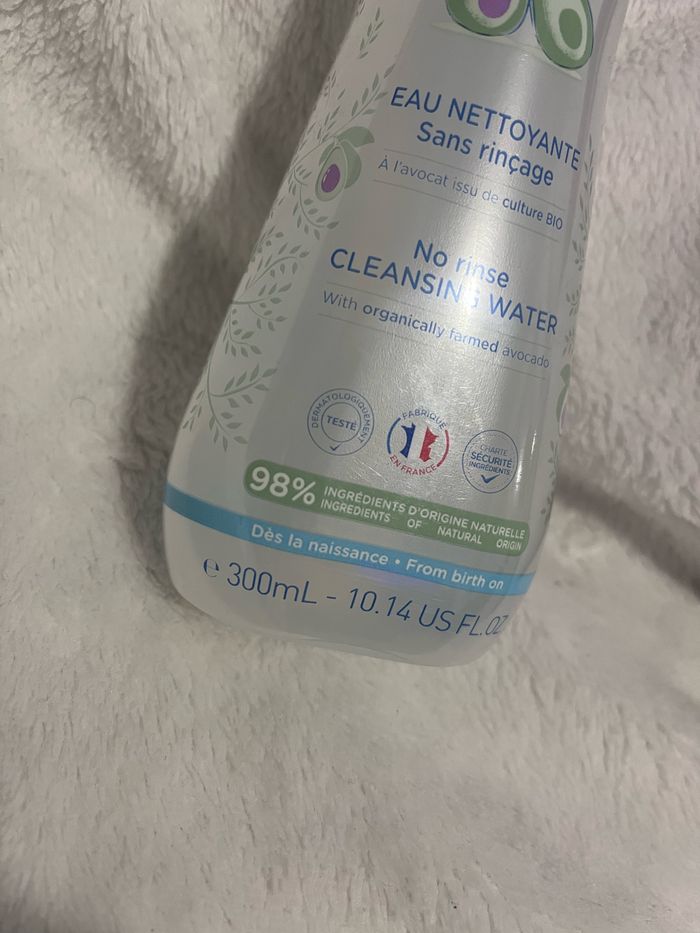 EAU NETTOYANTE
Sans rinçage
À l'avocat issu de culture BIO
No rinse
CLEANSING WATER
With organically farmed avocado
DERMATOLOGIQUEMENT
TESTÉ
FABRIQUÉ
EN FRANCE
CHARTE
SÉCURITÉ
INGRÉDIENTS
98%
INGRÉDIENTS D'ORIGINE NATURELLE
INGREDIENTS OF NATURAL ORIGIN
Dès la naissance • From birth on
℮ 300mL - 10.14 US FL.OZ